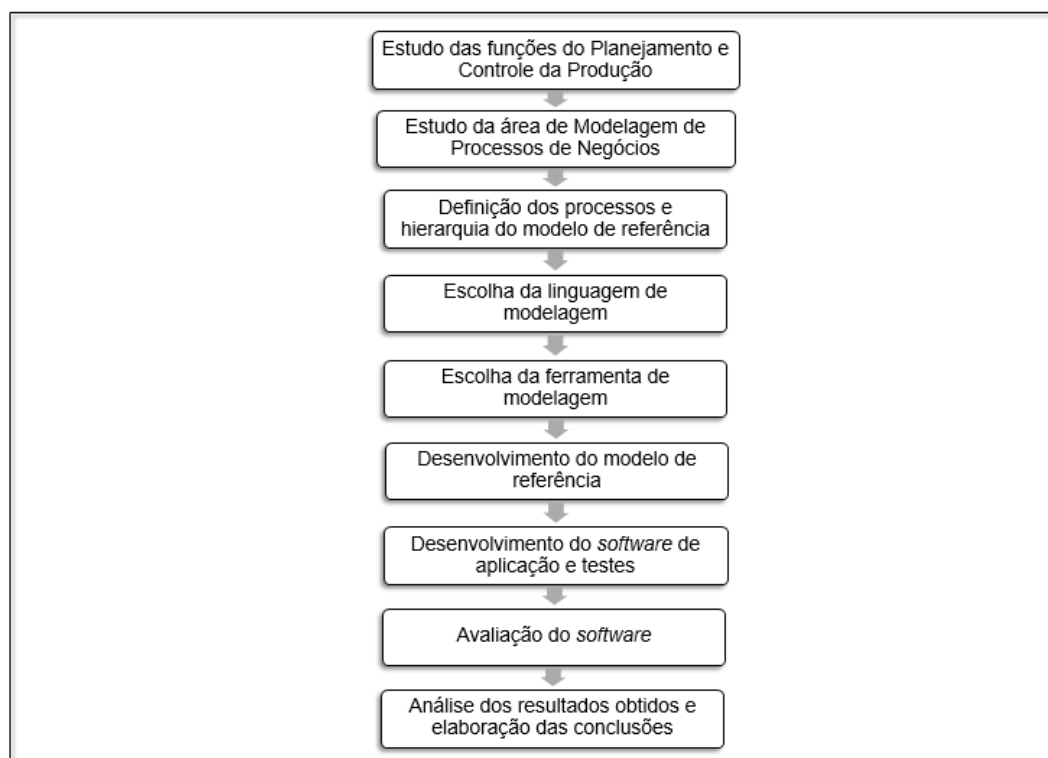 Estudo das funções do Planejamento e
Controle da Produção
Estudo da área de Modelagem de
Processos de Negócios
Definição dos processos e
hierarquia do modelo de referência
Escolha da linguagem de
modelagem
Escolha da ferramenta de
modelagem
Desenvolvimento do modelo de
referência
Desenvolvimento do software de
aplicação e testes
Avaliação do software
Análise dos resultados obtidos e
elaboração das conclusões